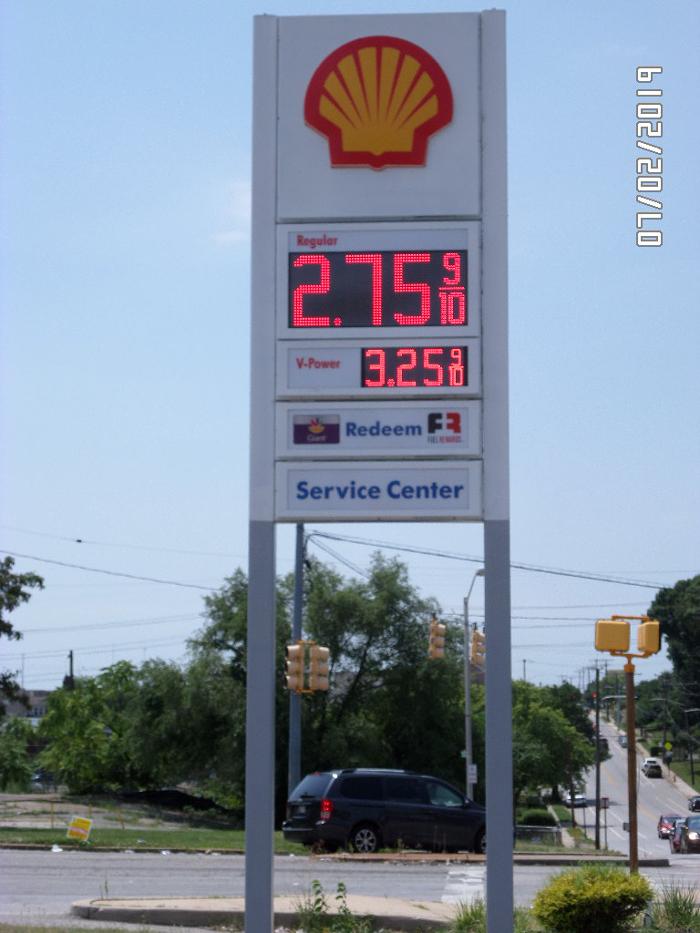 Regular
2.75 9/10
V-Power
3.25 9/10
Giant Redeem FR FUEL REWARDS
Service Center
07/02/2019